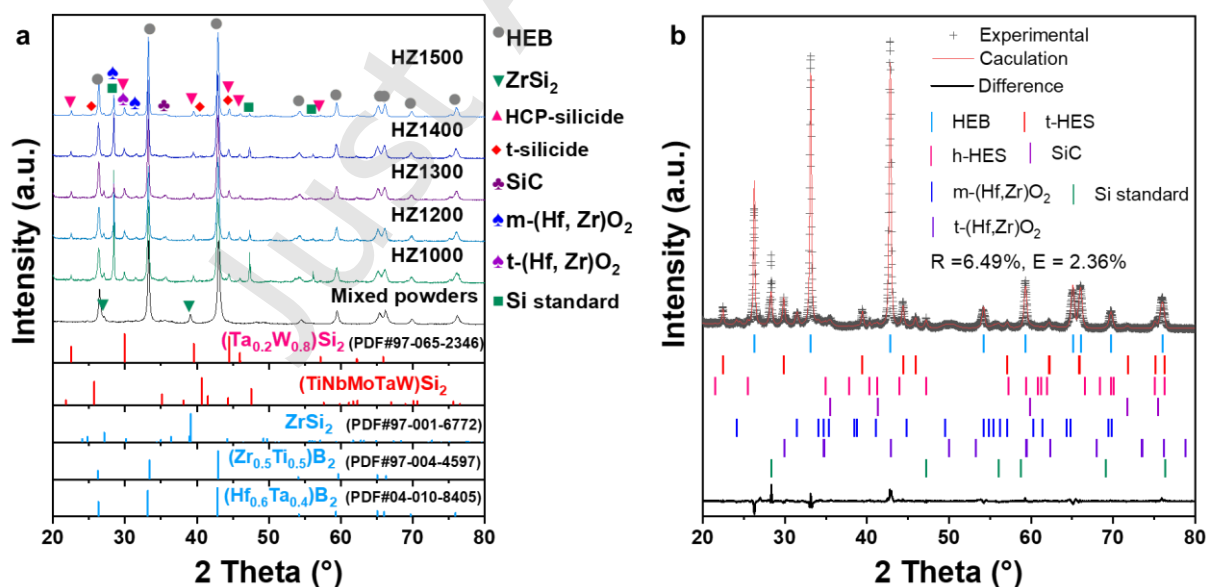 a
Intensity (a.u.)
HZ1500
HZ1400
HZ1300
HZ1200
HZ1000
Mixed powders
(Ta0.2W0.8)Si2 (PDF#97-065-2346)
(TiNbMoTaW)Si2
ZrSi2 (PDF#97-001-6772)
(Zr0.5Ti0.5)B2 (PDF#97-004-4597)
(Hf0.6Ta0.4)B2 (PDF#04-010-8405)
20 30 40 50 60 70 80
2 Theta (°)
HEB
ZrSi2
HCP-silicide
t-silicide
SiC
m-(Hf, Zr)O2
t-(Hf, Zr)O2
Si standard
Just A
b
Intensity (a.u.)
Experimental
Caculation
Difference
HEB t-HES
h-HES SiC
m-(Hf,Zr)O2 Si standard
t-(Hf,Zr)O2
R =6.49%, E = 2.36%
20 30 40 50 60 70 80
2 Theta (°)